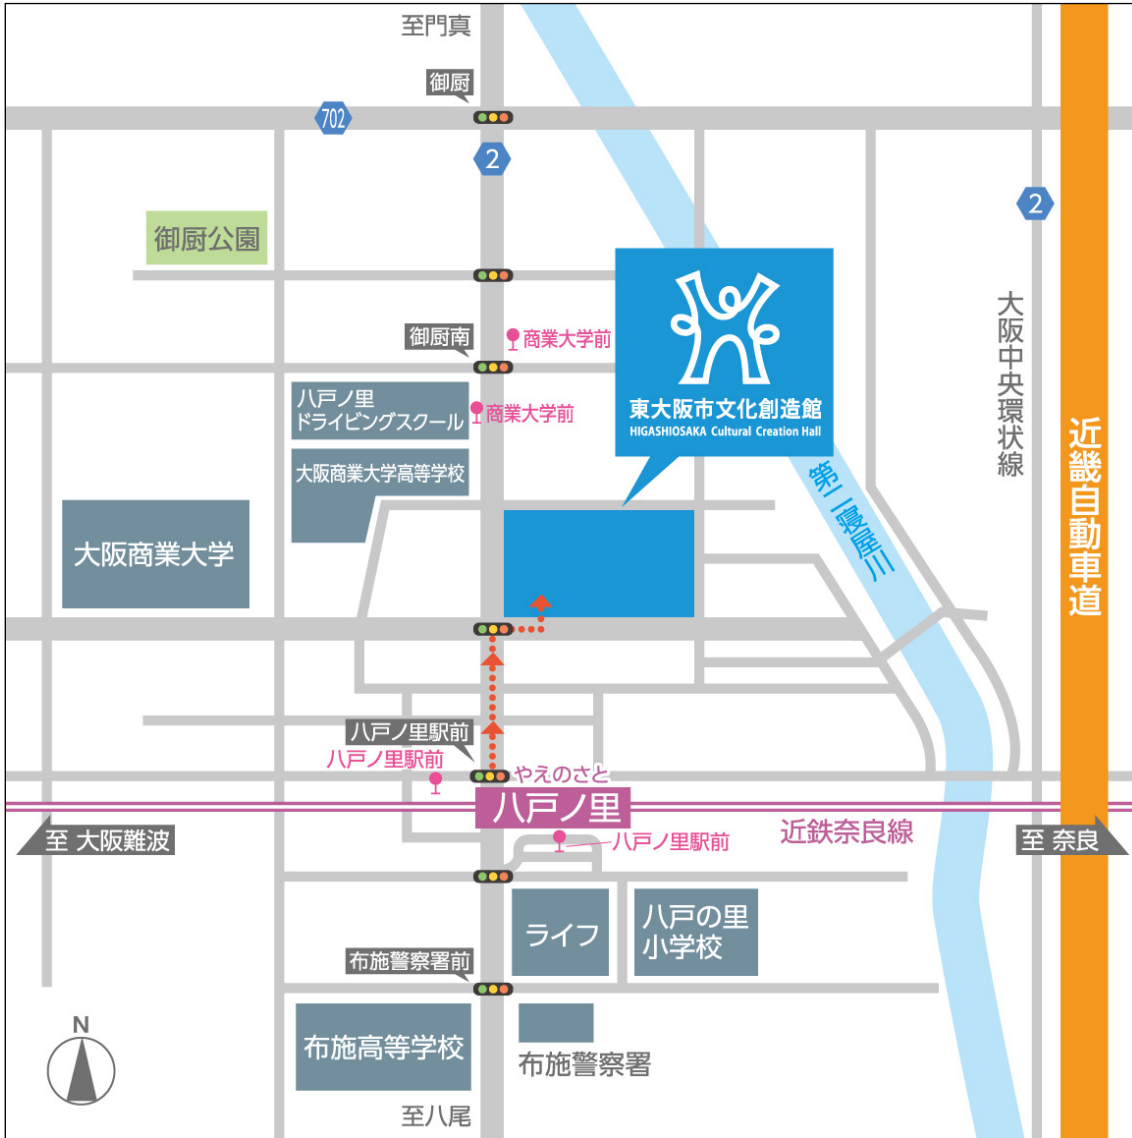 至門真
御厨
702
2
2
御厨公園
御厨南
商業大学前
八戸ノ里
ドライビングスクール
商業大学前
東大阪市文化創造館
HIGASHIOSAKA Cultural Creation Hall
大阪中央環状線
近畿自動車道
大阪商業大学高等学校
第二寝屋川
大阪商業大学
八戸ノ里駅前
八戸ノ里駅前
やえのさと
八戸ノ里
至 大阪難波
八戸ノ里駅前
近鉄奈良線
至 奈良
ライフ
八戸の里
小学校
布施警察署前
N
布施高等学校
布施警察署
至八尾